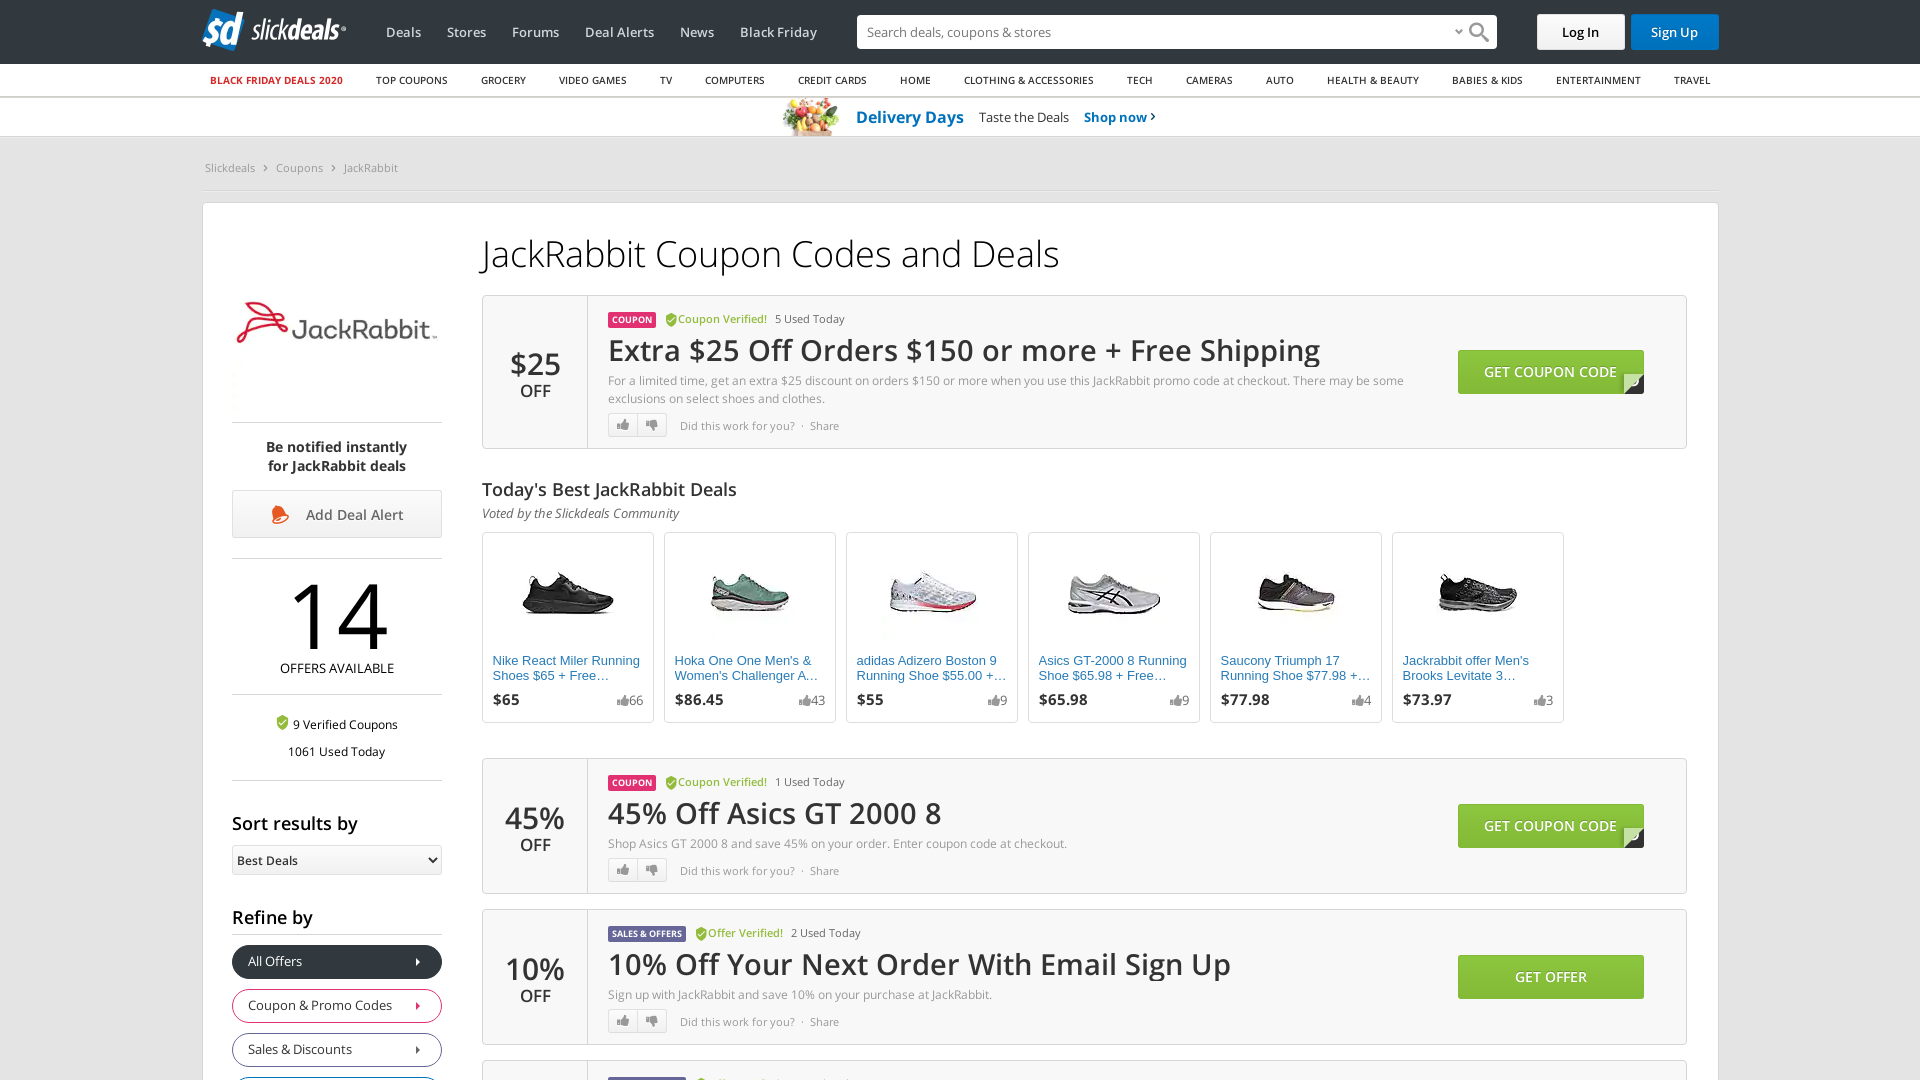 slickdeals
Deals
Stores
Forums
Deal Alerts
News
Black Friday
Search deals, coupons & stores
Log In
Sign Up
BLACK FRIDAY DEALS 2020
TOP COUPONS
GROCERY
VIDEO GAMES
TV
COMPUTERS
CREDIT CARDS
HOME
CLOTHING & ACCESSORIES
TECH
CAMERAS
AUTO
HEALTH & BEAUTY
BABIES & KIDS
ENTERTAINMENT
TRAVEL
Delivery Days Taste the Deals Shop now
Slickdeals > Coupons > JackRabbit
JackRabbit
Be notified instantly
for JackRabbit deals
Add Deal Alert
14
OFFERS AVAILABLE
9 Verified Coupons
1061 Used Today
Sort results by
Best Deals
Refine by
All Offers
Coupon & Promo Codes
Sales & Discounts
JackRabbit Coupon Codes and Deals
$25
OFF
COUPON Coupon Verified! 5 Used Today
Extra $25 Off Orders $150 or more + Free Shipping
For a limited time, get an extra $25 discount on orders $150 or more when you use this JackRabbit promo code at checkout. There may be some
exclusions on select shoes and clothes.
Did this work for you? · Share
GET COUPON CODE
Today's Best JackRabbit Deals
Voted by the Slickdeals Community
Nike React Miler Running
Shoes $65 + Free...
$65 66
Hoka One One Men's &
Women's Challenger A...
$86.45 43
adidas Adizero Boston 9
Running Shoe $55.00 +...
$55 9
Asics GT-2000 8 Running
Shoe $65.98 + Free...
$65.98 9
Saucony Triumph 17
Running Shoe $77.98 +...
$77.98 4
Jackrabbit offer Men's
Brooks Levitate 3...
$73.97 3
45%
OFF
COUPON Coupon Verified! 1 Used Today
45% Off Asics GT 2000 8
Shop Asics GT 2000 8 and save 45% on your order. Enter coupon code at checkout.
Did this work for you? · Share
GET COUPON CODE
10%
OFF
SALES & OFFERS Offer Verified! 2 Used Today
10% Off Your Next Order With Email Sign Up
Sign up with JackRabbit and save 10% on your purchase at JackRabbit.
Did this work for you? · Share
GET OFFER